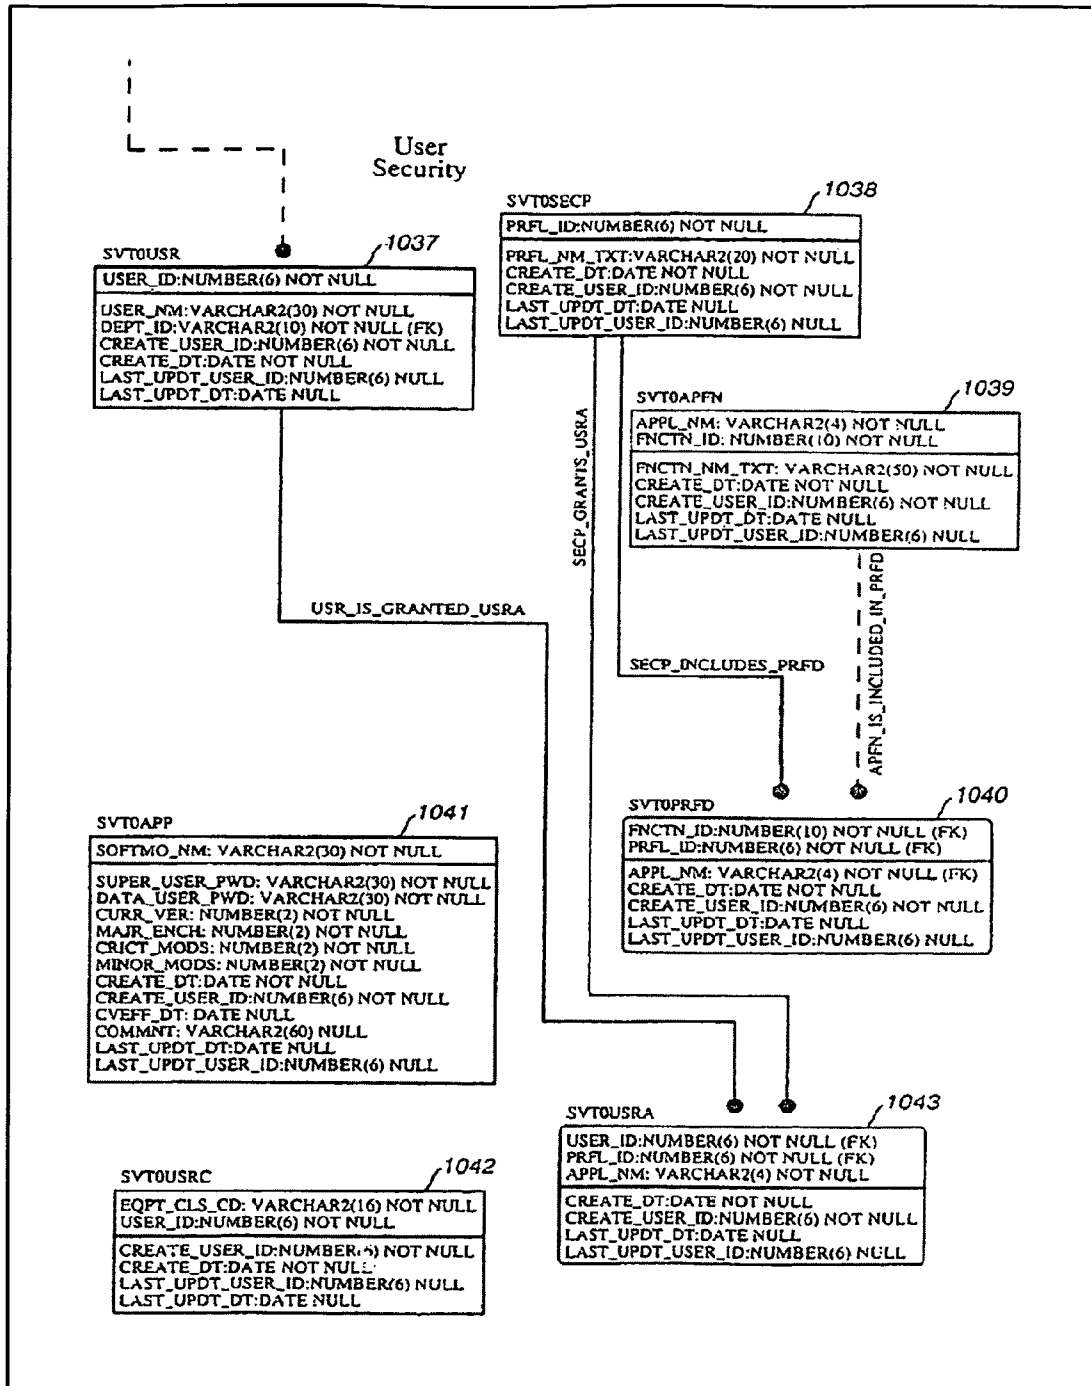 User
Security
SVT0USR
1037
USER_ID:NUMBER(6) NOT NULL
USER_NM:VARCHAR2(30) NOT NULL
DEPT_ID:VARCHAR2(10) NOT NULL (FK)
CREATE_USER_ID:NUMBER(6) NOT NULL
CREATE_DT:DATE NOT NULL
LAST_UPDT_USER_ID:NUMBER(6) NULL
LAST_UPDT_DT:DATE NULL
SVT0SECP
1038
PRFL_ID:NUMBER(6) NOT NULL
PRFL_NM_TXT:VARCHAR2(20) NOT NULL
CREATE_DT:DATE NOT NULL
CREATE_USER_ID:NUMBER(6) NOT NULL
LAST_UPDT_DT:DATE NULL
LAST_UPDT_USER_ID:NUMBER(6) NULL
SVT0APFN
1039
APPL_NM: VARCHAR2(4) NOT NULL
FNCTN_ID: NUMBER(10) NOT NULL
FNCTN_NM_TXT: VARCHAR2(50) NOT NULL
CREATE_DT:DATE NOT NULL
CREATE_USER_ID:NUMBER(6) NOT NULL
LAST_UPDT_DT:DATE NULL
LAST_UPDT_USER_ID:NUMBER(6) NULL
SECP_GRANTS_USRA
USR_IS_GRANTED_USRA
SECP_INCLUDES_PRFD
APFN_IS_INCLUDED_IN_PRFD
SVT0PRFD
1040
FNCTN_ID:NUMBER(10) NOT NULL (FK)
PRFL_ID:NUMBER(6) NOT NULL (FK)
APPL_NM:VARCHAR2(4) NOT NULL (FK)
CREATE_DT:DATE NOT NULL
CREATE_USER_ID:NUMBER(6) NOT NULL
LAST_UPDT_DT:DATE NULL
LAST_UPDT_USER_ID:NUMBER(6) NULL
SVT0APP
1041
SOFTMO_NM: VARCHAR2(30) NOT NULL
SUPER_USER_PWD: VARCHAR2(30) NOT NULL
DATA_USER_PWD: VARCHAR2(30) NOT NULL
CURR_VER: NUMBER(2) NOT NULL
MAJR_ENCH: NUMBER(2) NOT NULL
CRICT_MODS: NUMBER(2) NOT NULL
MINOR_MODS: NUMBER(2) NOT NULL
CREATE_DT:DATE NOT NULL
CREATE_USER_ID:NUMBER(6) NOT NULL
CVEFF_DT: DATE NULL
COMMNT: VARCHAR2(60) NULL
LAST_UPDT_DT:DATE NULL
LAST_UPDT_USER_ID:NUMBER(6) NULL
SVT0USRA
1043
USER_ID:NUMBER(6) NOT NULL (FK)
PRFL_ID:NUMBER(6) NOT NULL (FK)
APPL_NM: VARCHAR2(4) NOT NULL
CREATE_DT:DATE NOT NULL
CREATE_USER_ID:NUMBER(6) NOT NULL
LAST_UPDT_DT:DATE NULL
LAST_UPDT_USER_ID:NUMBER(6) NULL
SVT0USRC
1042
EQPT_CLS_CD: VARCHAR2(16) NOT NULL
USER_ID:NUMBER(6) NOT NULL
CREATE_USER_ID:NUMBER(6) NOT NULL
CREATE_DT:DATE NOT NULL
LAST_UPDT_USER_ID:NUMBER(6) NULL
LAST_UPDT_DT:DATE NULL